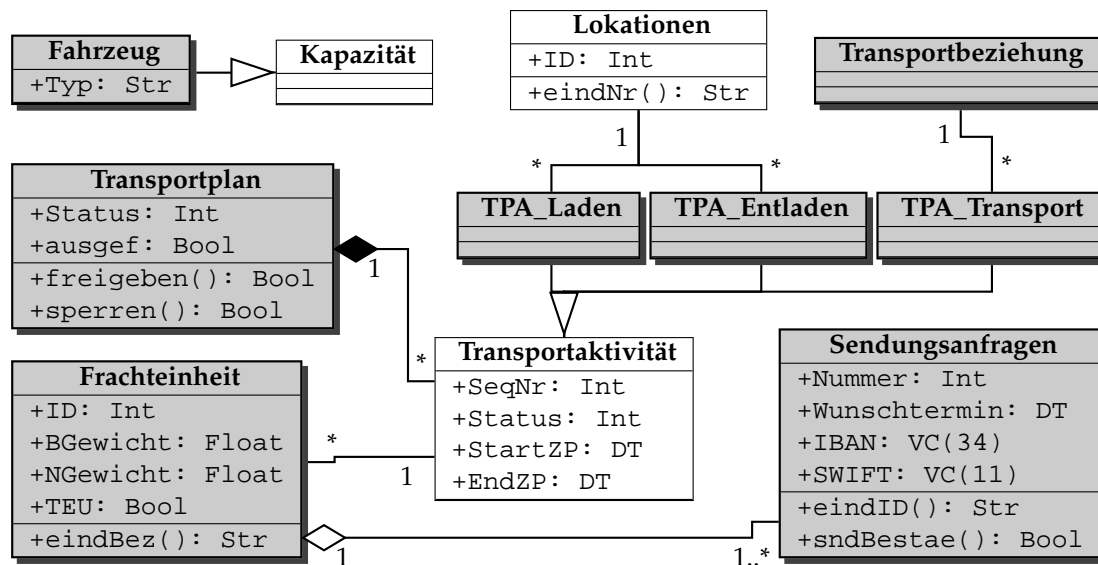 Fahrzeug
+Typ: Str
Kapazität
Lokationen
+ID: Int
+eindNr(): Str
Transportbeziehung
1
*
*
1
*
Transportplan
+Status: Int
+ausgef: Bool
+freigeben(): Bool
+sperren(): Bool
1
*
TPA_Laden
TPA_Entladen
TPA_Transport
Transportaktivität
+SeqNr: Int
+Status: Int
+StartZP: DT
+EndZP: DT
Frachteinheit
+ID: Int
+BGewicht: Float
+NGewicht: Float
+TEU: Bool
+eindBez(): Str
*
1
1
1..*
Sendungsanfragen
+Nummer: Int
+Wunschtermin: DT
+IBAN: VC(34)
+SWIFT: VC(11)
+eindID(): Str
+sndBestae(): Bool